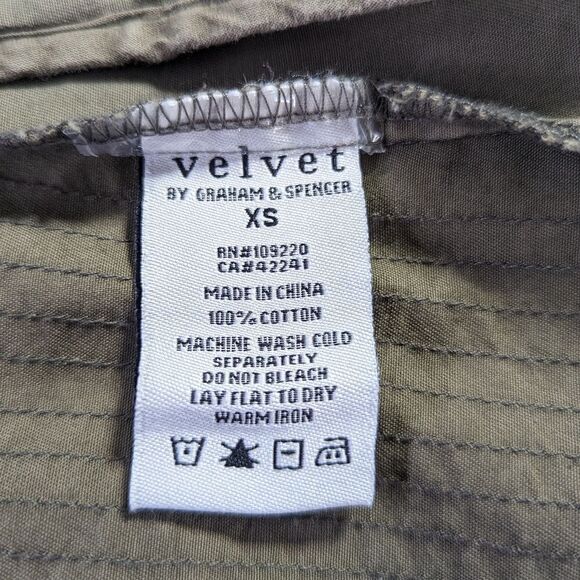 velvet
BY GRAHAM & SPENCER
XS
RN#109220
CA#42241
MADE IN CHINA
100% COTTON
MACHINE WASH COLD
SEPARATELY
DO NOT BLEACH
LAY FLAT TO DRY
WARM IRON